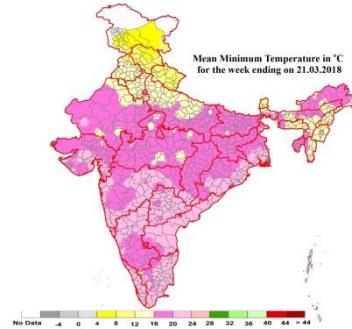 Mean Minimum Temperature in °C
for the week ending on 21.03.2018
No Data -4 0 4 8 12 16 20 24 28 32 36 40 44 > 44